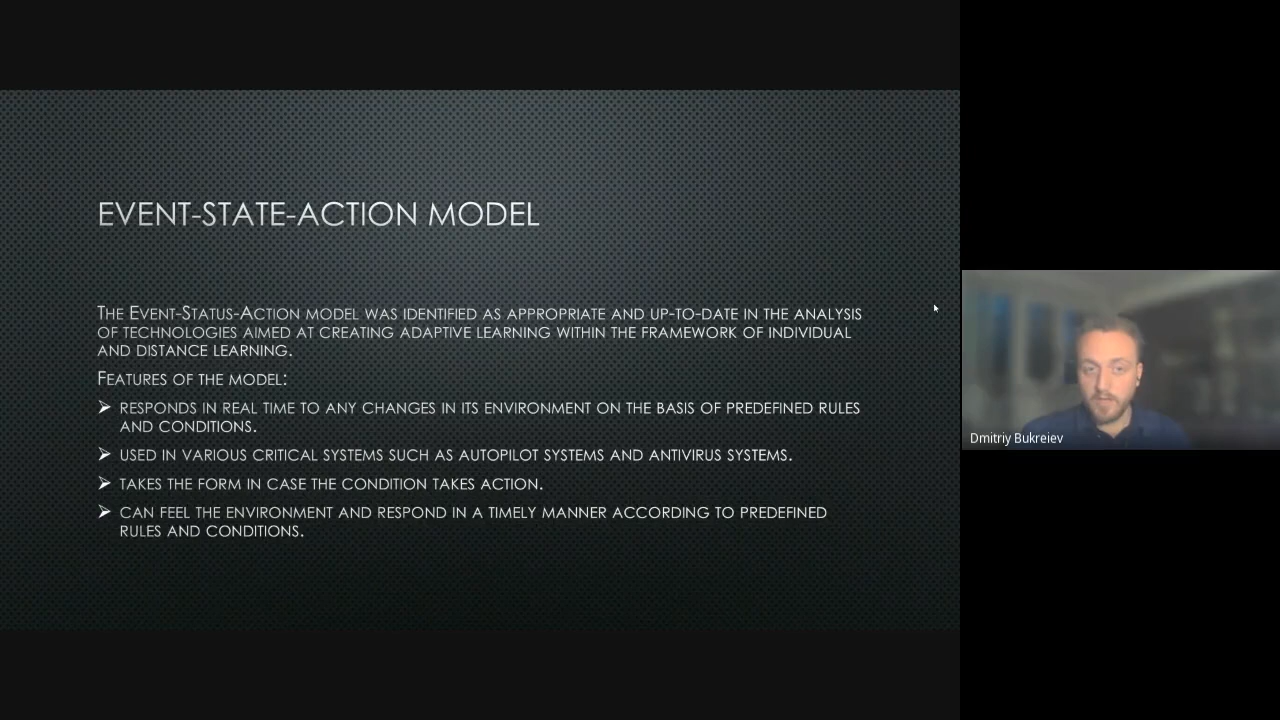 EVENT-STATE-ACTION MODEL
THE EVENT-STATUS-ACTION MODEL WAS IDENTIFIED AS APPROPRIATE AND UP-TO-DATE IN THE ANALYSIS
OF TECHNOLOGIES AIMED AT CREATING ADAPTIVE LEARNING WITHIN THE FRAMEWORK OF INDIVIDUAL
AND DISTANCE LEARNING.
FEATURES OF THE MODEL:
➢ RESPONDS IN REAL TIME TO ANY CHANGES IN ITS ENVIRONMENT ON THE BASIS OF PREDEFINED RULES
AND CONDITIONS.
➢ USED IN VARIOUS CRITICAL SYSTEMS SUCH AS AUTOPILOT SYSTEMS AND ANTIVIRUS SYSTEMS.
➢ TAKES THE FORM IN CASE THE CONDITION TAKES ACTION.
➢ CAN FEEL THE ENVIRONMENT AND RESPOND IN A TIMELY MANNER ACCORDING TO PREDEFINED
RULES AND CONDITIONS.
Dmitriy Bukreiev